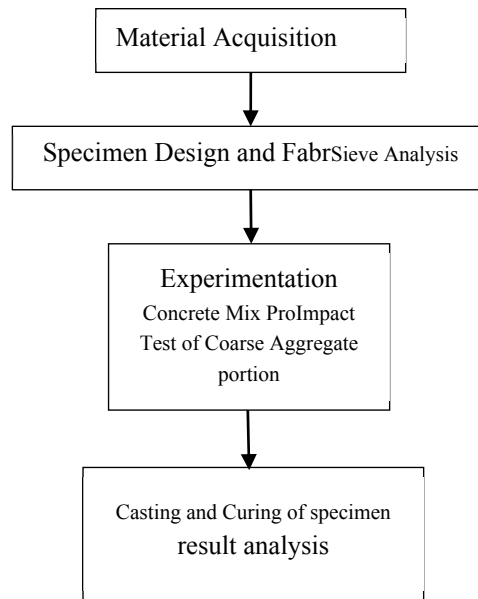 Material Acquisition
Specimen Design and FabrSieve Analysis
Experimentation
Concrete Mix ProImpact
Test of Coarse Aggregate
portion
Casting and Curing of specimen
result analysis